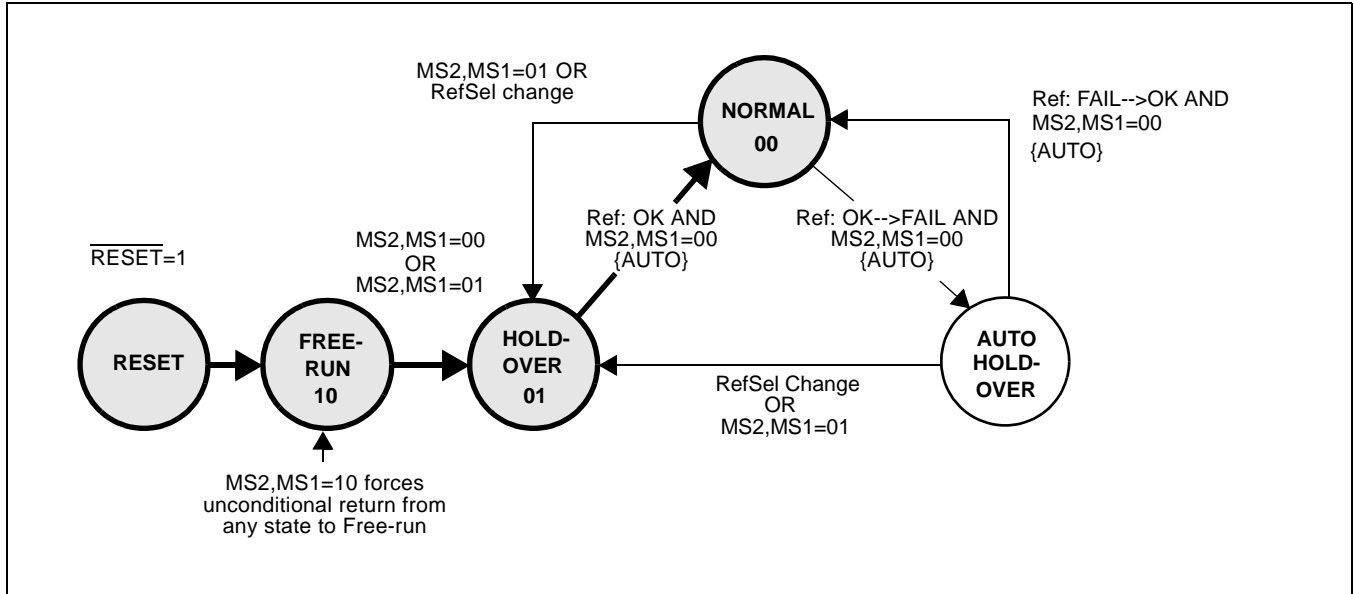 MS2,MS1=01 OR
RefSel change
NORMAL
00
Ref: FAIL-->OK AND
MS2,MS1=00
{AUTO}
Ref: OK AND
MS2,MS1=00
{AUTO}
Ref: OK-->FAIL AND
MS2,MS1=00
{AUTO}
RESET=1
MS2,MS1=00
OR
MS2,MS1=01
RESET
FREE-
RUN
10
HOLD-
OVER
01
AUTO
HOLD-
OVER
RefSel Change
OR
MS2,MS1=01
MS2,MS1=10 forces
unconditional return from
any state to Free-run